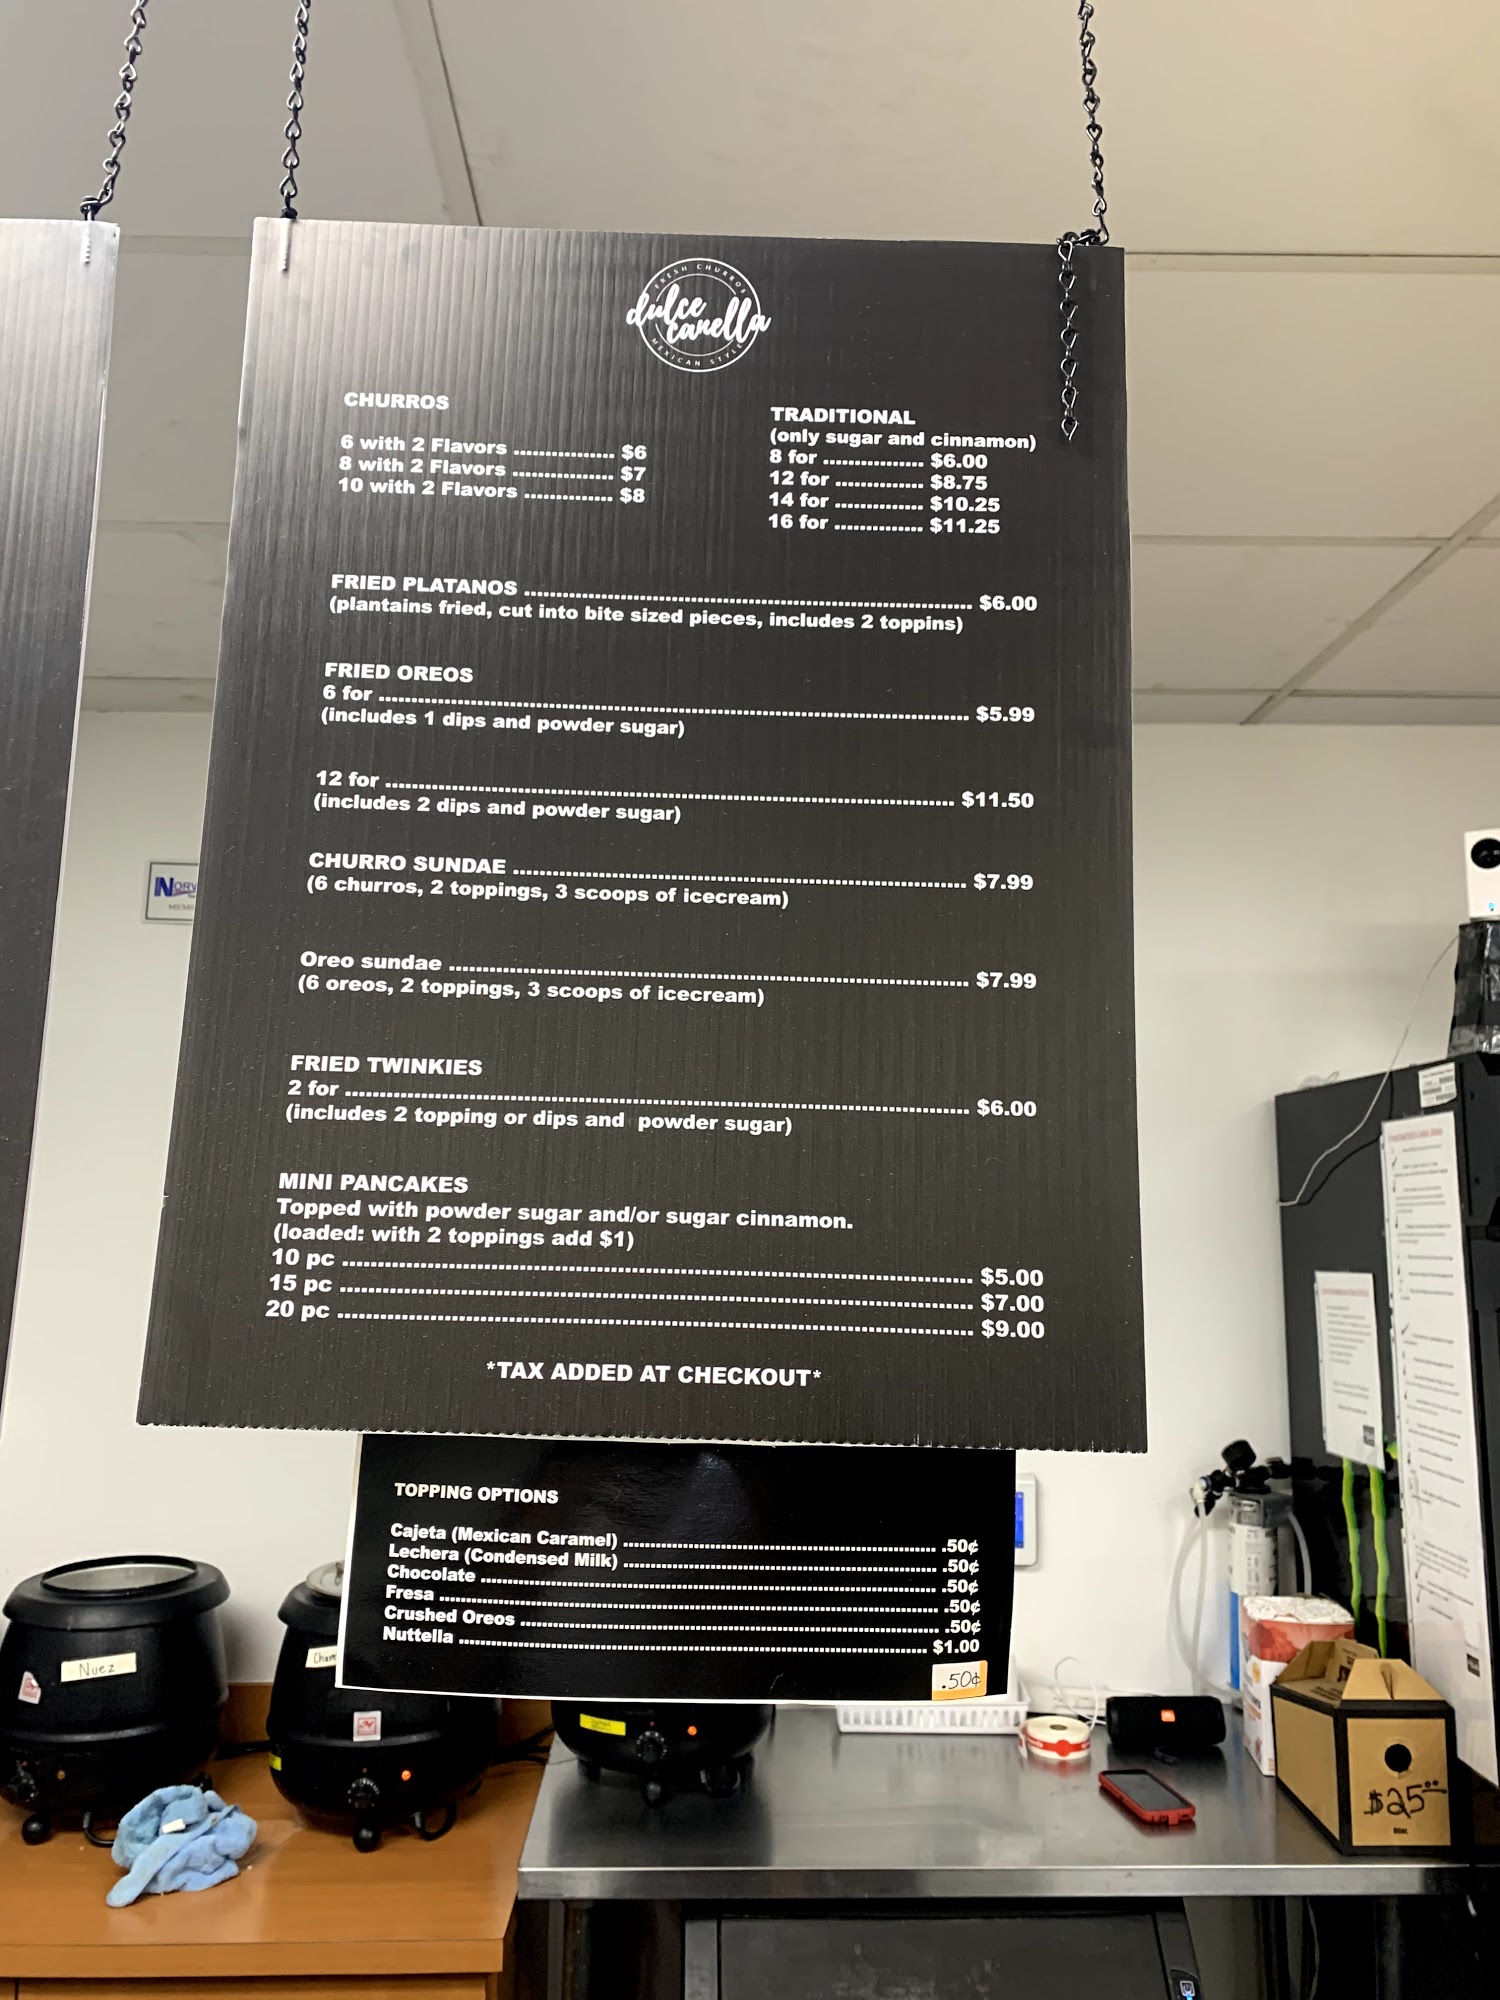 FRESH CHURROS
dulce
canella
MEXICAN STYLE
CHURROS
6 with 2 Flavors ................ $6
8 with 2 Flavors ................ $7
10 with 2 Flavors .............. $8
TRADITIONAL
(only sugar and cinnamon)
8 for ................ $6.00
12 for .............. $8.75
14 for .............. $10.25
16 for .............. $11.25
FRIED PLATANOS ................ $6.00
(plantains fried, cut into bite sized pieces, includes 2 toppins)
FRIED OREOS
6 for ................ $5.99
(includes 1 dips and powder sugar)
12 for ................ $11.50
(includes 2 dips and powder sugar)
CHURRO SUNDAE ................ $7.99
(6 churros, 2 toppings, 3 scoops of icecream)
Oreo sundae ................ $7.99
(6 oreos, 2 toppings, 3 scoops of icecream)
FRIED TWINKIES
2 for ................ $6.00
(includes 2 topping or dips and powder sugar)
MINI PANCAKES
Topped with powder sugar and/or sugar cinnamon.
(loaded: with 2 toppings add $1)
10 pc ................ $5.00
15 pc ................ $7.00
20 pc ................ $9.00
*TAX ADDED AT CHECKOUT*
TOPPING OPTIONS
Cajeta (Mexican Caramel) ................ .50¢
Lechera (Condensed Milk) ................ .50¢
Chocolate ................ .50¢
Fresa ................ .50¢
Crushed Oreos ................ .50¢
Nuttella ................ $1.00
.50¢
Nuez
$25.00